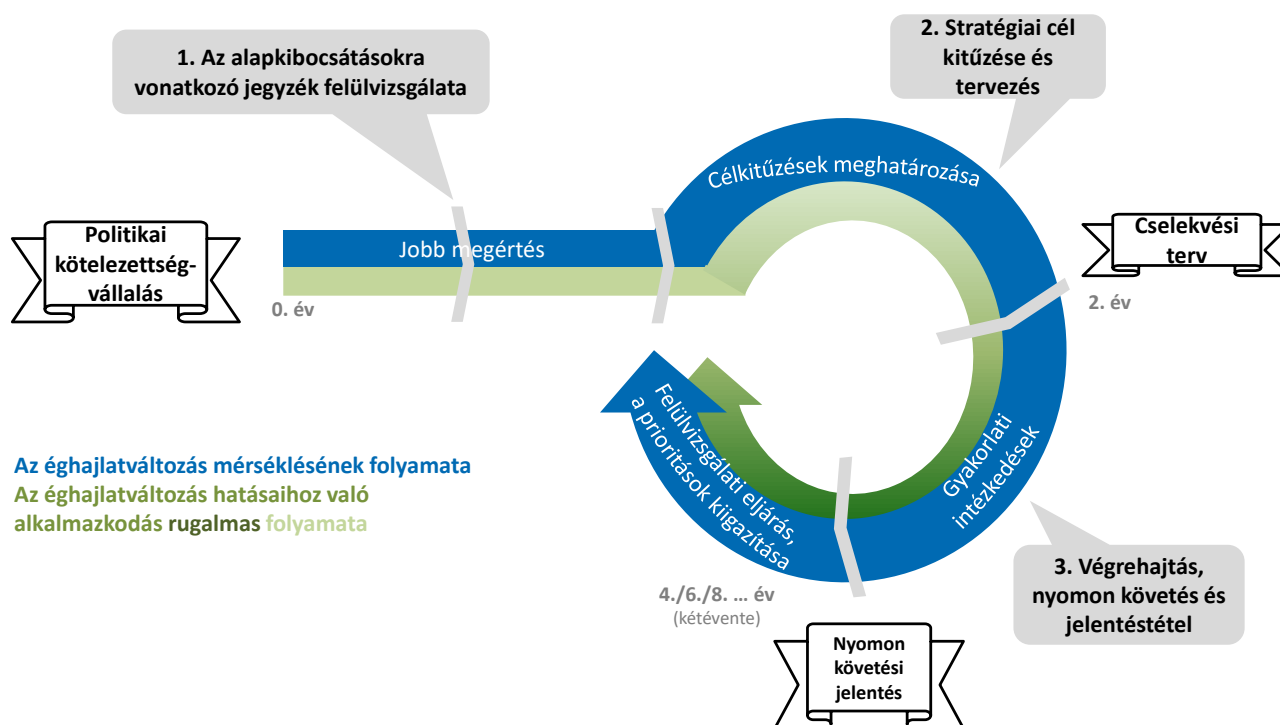 1. Az alapkibocsátásokra
vonatkozó jegyzék felülvizsgálata
2. Stratégiai cél
kitűzése és
tervezés
Célkitűzések meghatározása
Politikai
kötelezettség-
vállalás
Jobb megértés
Cselekvési
terv
0. év
2. év
Felülvizsgálati eljárás,
a prioritások kiigazítása
Gyakorlati
intézkedések
Az éghajlatváltozás mérséklésének folyamata
Az éghajlatváltozás hatásaihoz való
alkalmazkodás rugalmas folyamata
3. Végrehajtás,
nyomon követés és
jelentéstétel
4./6./8. ... év
(kétévente)
Nyomon
követési
jelentés